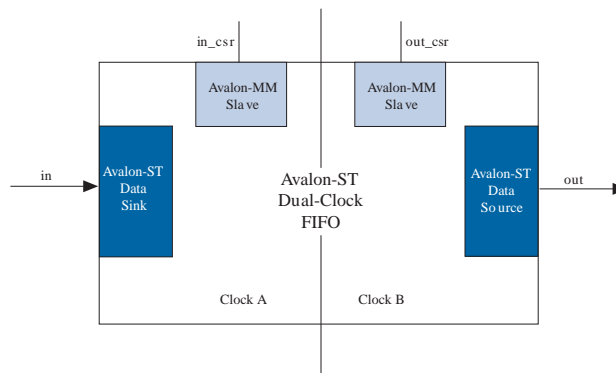 in_csr
out_csr
Avalon-MM
Slave
Avalon-MM
Slave
in
Avalon-ST
Data
Sink
Avalon-ST
Dual-Clock
FIFO
Avalon-ST
Data
Source
out
Clock A
Clock B